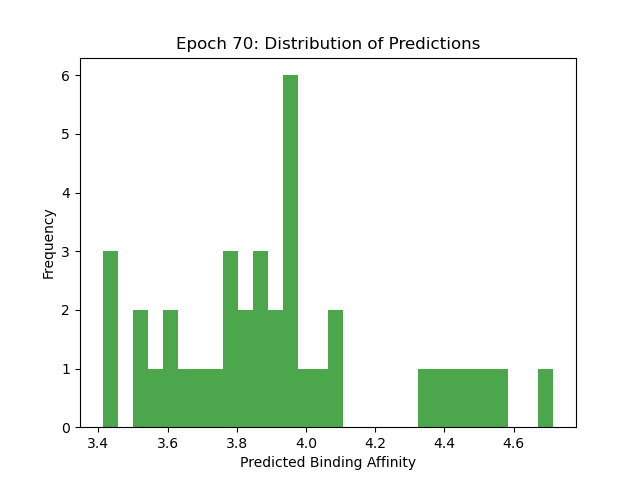 Epoch 70: Distribution of Predictions
Frequency
6
5
4
3
2
1
0
3.4 3.6 3.8 4.0 4.2 4.4 4.6
Predicted Binding Affinity